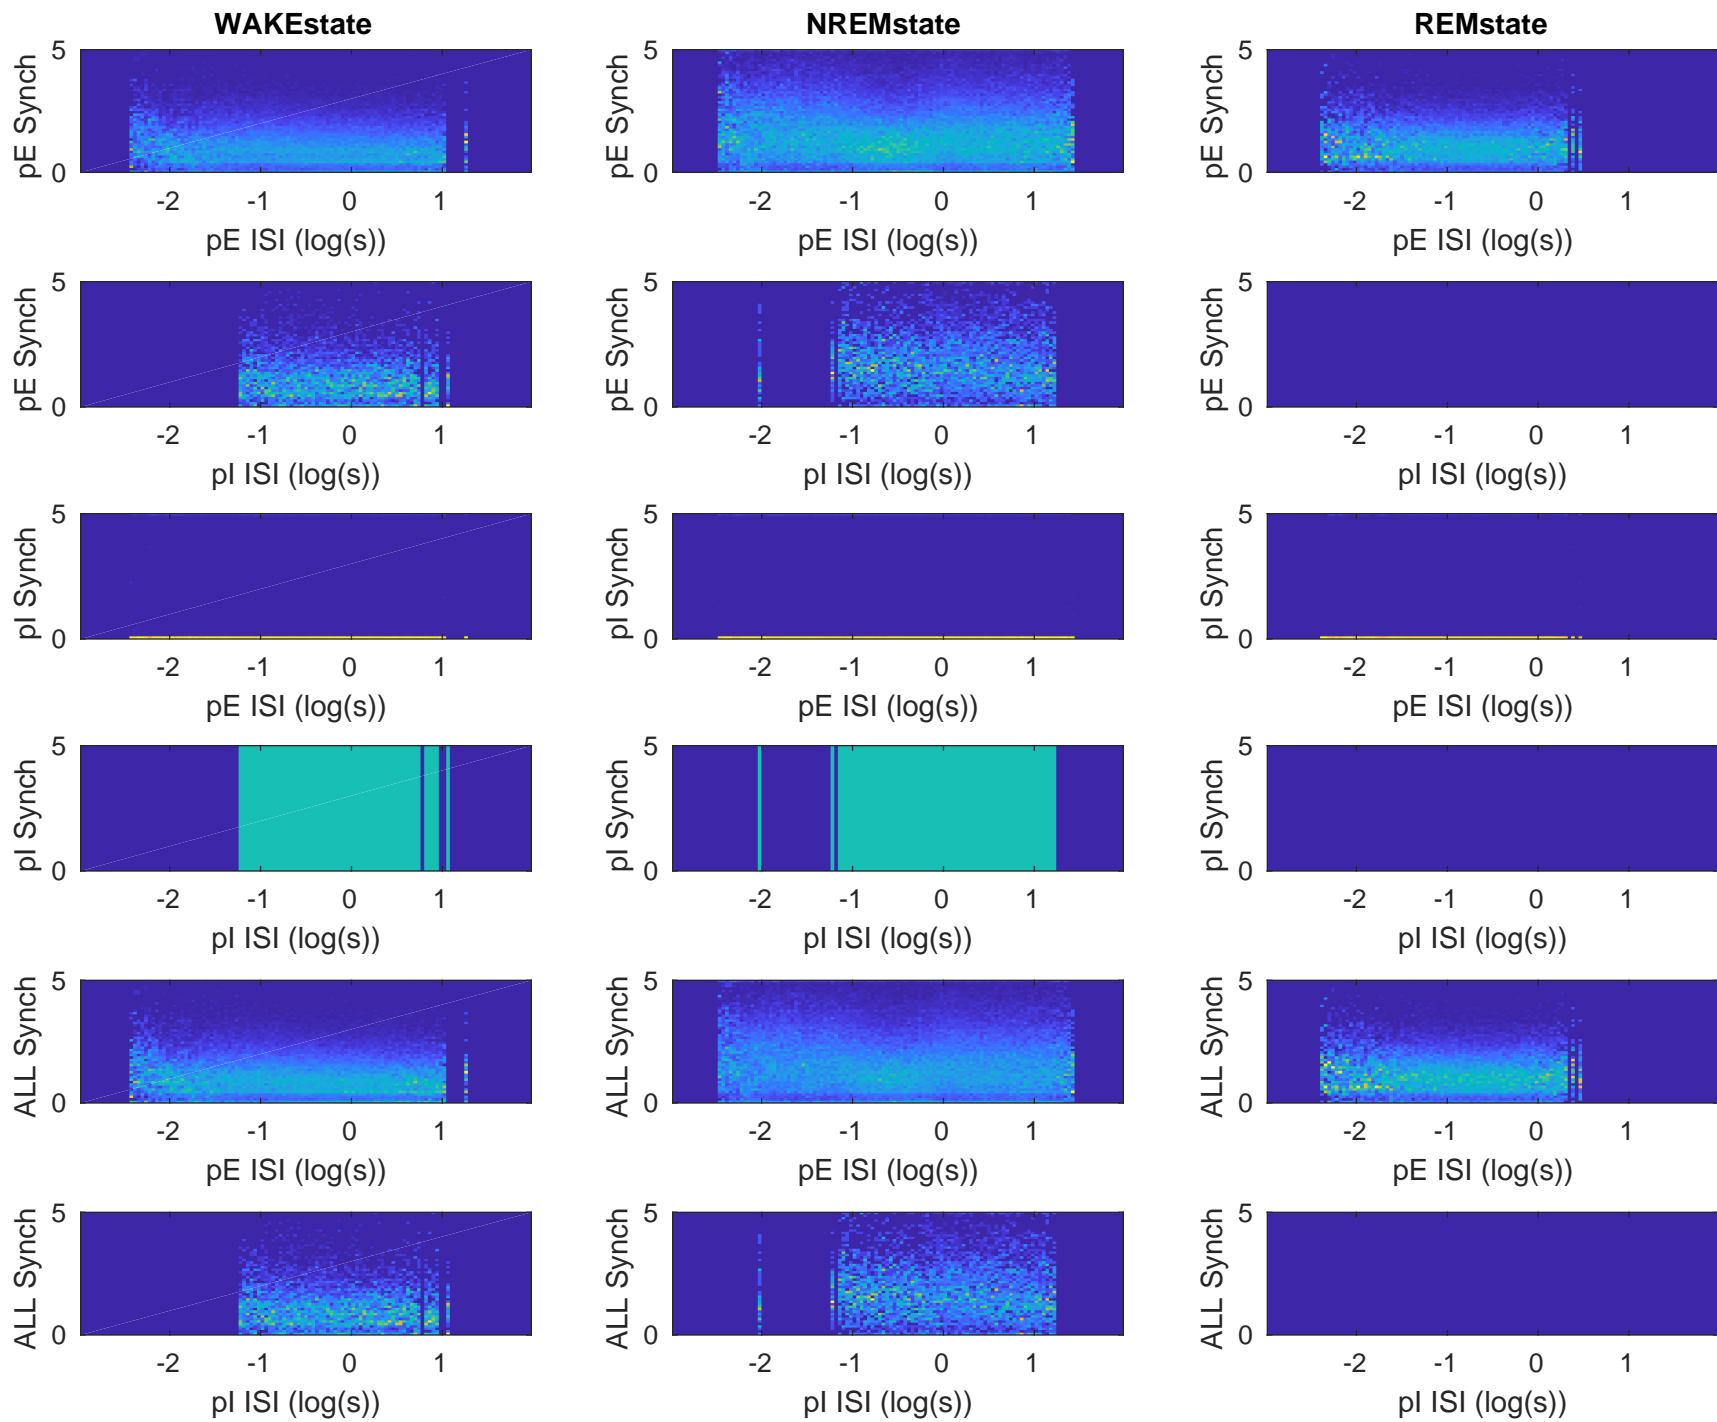 WAKEstate NREMstate REMstate
5 5 5
pE Synch pE Synch pE Synch
0 0 0
-2 -1 0 1 -2 -1 0 1 -2 -1 0 1
pE ISI (log(s)) pE ISI (log(s)) pE ISI (log(s))
5 5 5
pE Synch pE Synch pE Synch
0 0 0
-2 -1 0 1 -2 -1 0 1 -2 -1 0 1
pI ISI (log(s)) pI ISI (log(s)) pI ISI (log(s))
5 5 5
pI Synch pI Synch pI Synch
0 0 0
-2 -1 0 1 -2 -1 0 1 -2 -1 0 1
pE ISI (log(s)) pE ISI (log(s)) pE ISI (log(s))
5 5 5
pI Synch pI Synch pI Synch
0 0 0
-2 -1 0 1 -2 -1 0 1 -2 -1 0 1
pI ISI (log(s)) pI ISI (log(s)) pI ISI (log(s))
5 5 5
ALL Synch ALL Synch ALL Synch
0 0 0
-2 -1 0 1 -2 -1 0 1 -2 -1 0 1
pE ISI (log(s)) pE ISI (log(s)) pE ISI (log(s))
5 5 5
ALL Synch ALL Synch ALL Synch
0 0 0
-2 -1 0 1 -2 -1 0 1 -2 -1 0 1
pI ISI (log(s)) pI ISI (log(s)) pI ISI (log(s))